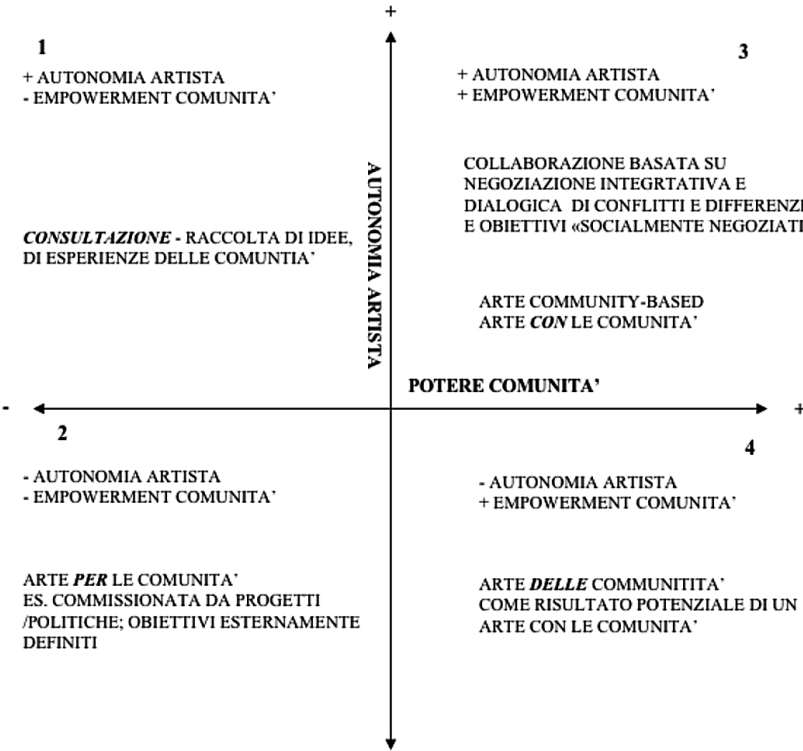 +
1
+ AUTONOMIA ARTISTA
- EMPOWERMENT COMUNITA’
CONSULTAZIONE - RACCOLTA DI IDEE,
DI ESPERIENZE DELLE COMUNTIA’
3
+ AUTONOMIA ARTISTA
+ EMPOWERMENT COMUNITA’
COLLABORAZIONE BASATA SU
NEGOZIAZIONE INTEGRTATIVA E
DIALOGICA DI CONFLITTI E DIFFERENZE
E OBIETTIVI «SOCIALMENTE NEGOZIATI
ARTE COMMUNITY-BASED
ARTE CON LE COMUNITA’
AUTONOMIA ARTISTA
POTERE COMUNITA’
-
+
2
- AUTONOMIA ARTISTA
- EMPOWERMENT COMUNITA’
ARTE PER LE COMUNITA’
ES. COMMISSIONATA DA PROGETTI
/POLITICHE; OBIETTIVI ESTERNAMENTE
DEFINITI
4
- AUTONOMIA ARTISTA
+ EMPOWERMENT COMUNITA’
ARTE DELLE COMMUNITITA’
COME RISULTATO POTENZIALE DI UN
ARTE CON LE COMUNITA’